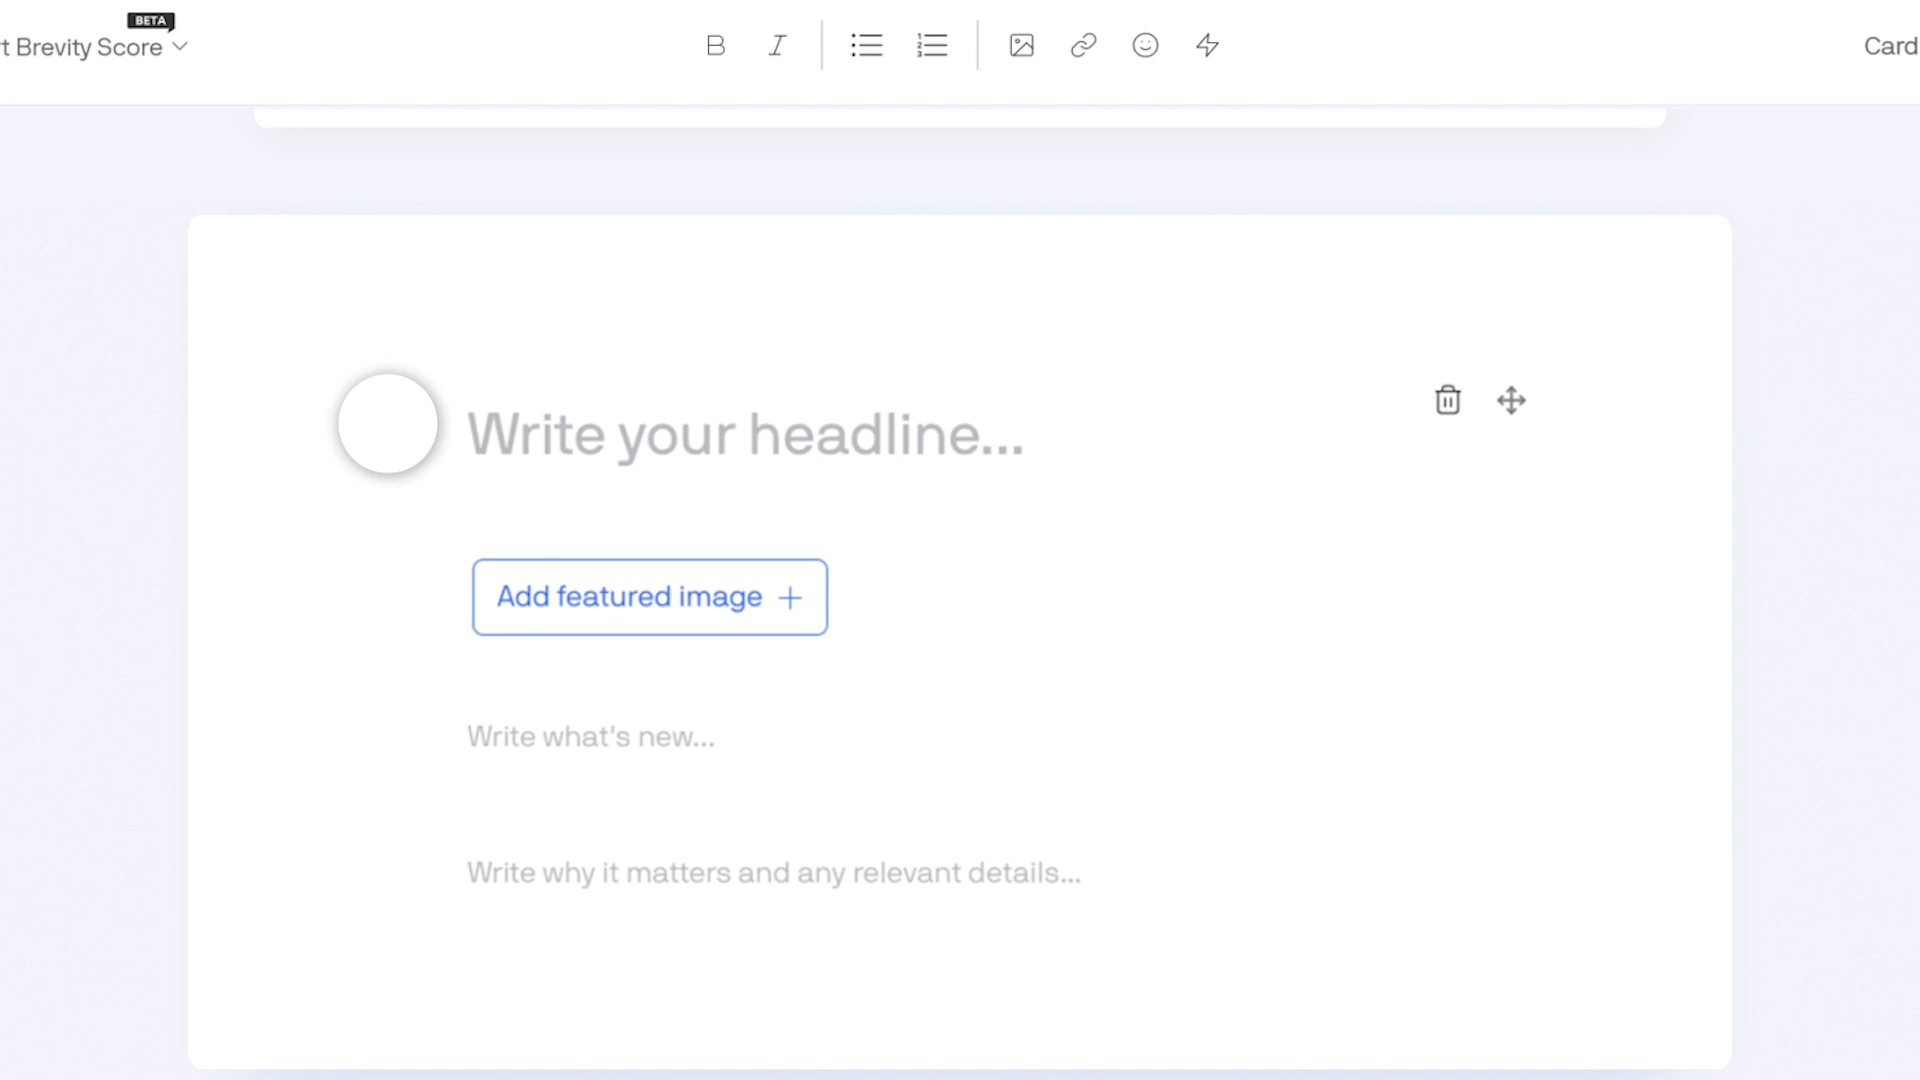 BETA
t Brevity Score
Card
Write your headline...
Add featured image
Write what's new...
Write why it matters and any relevant details...